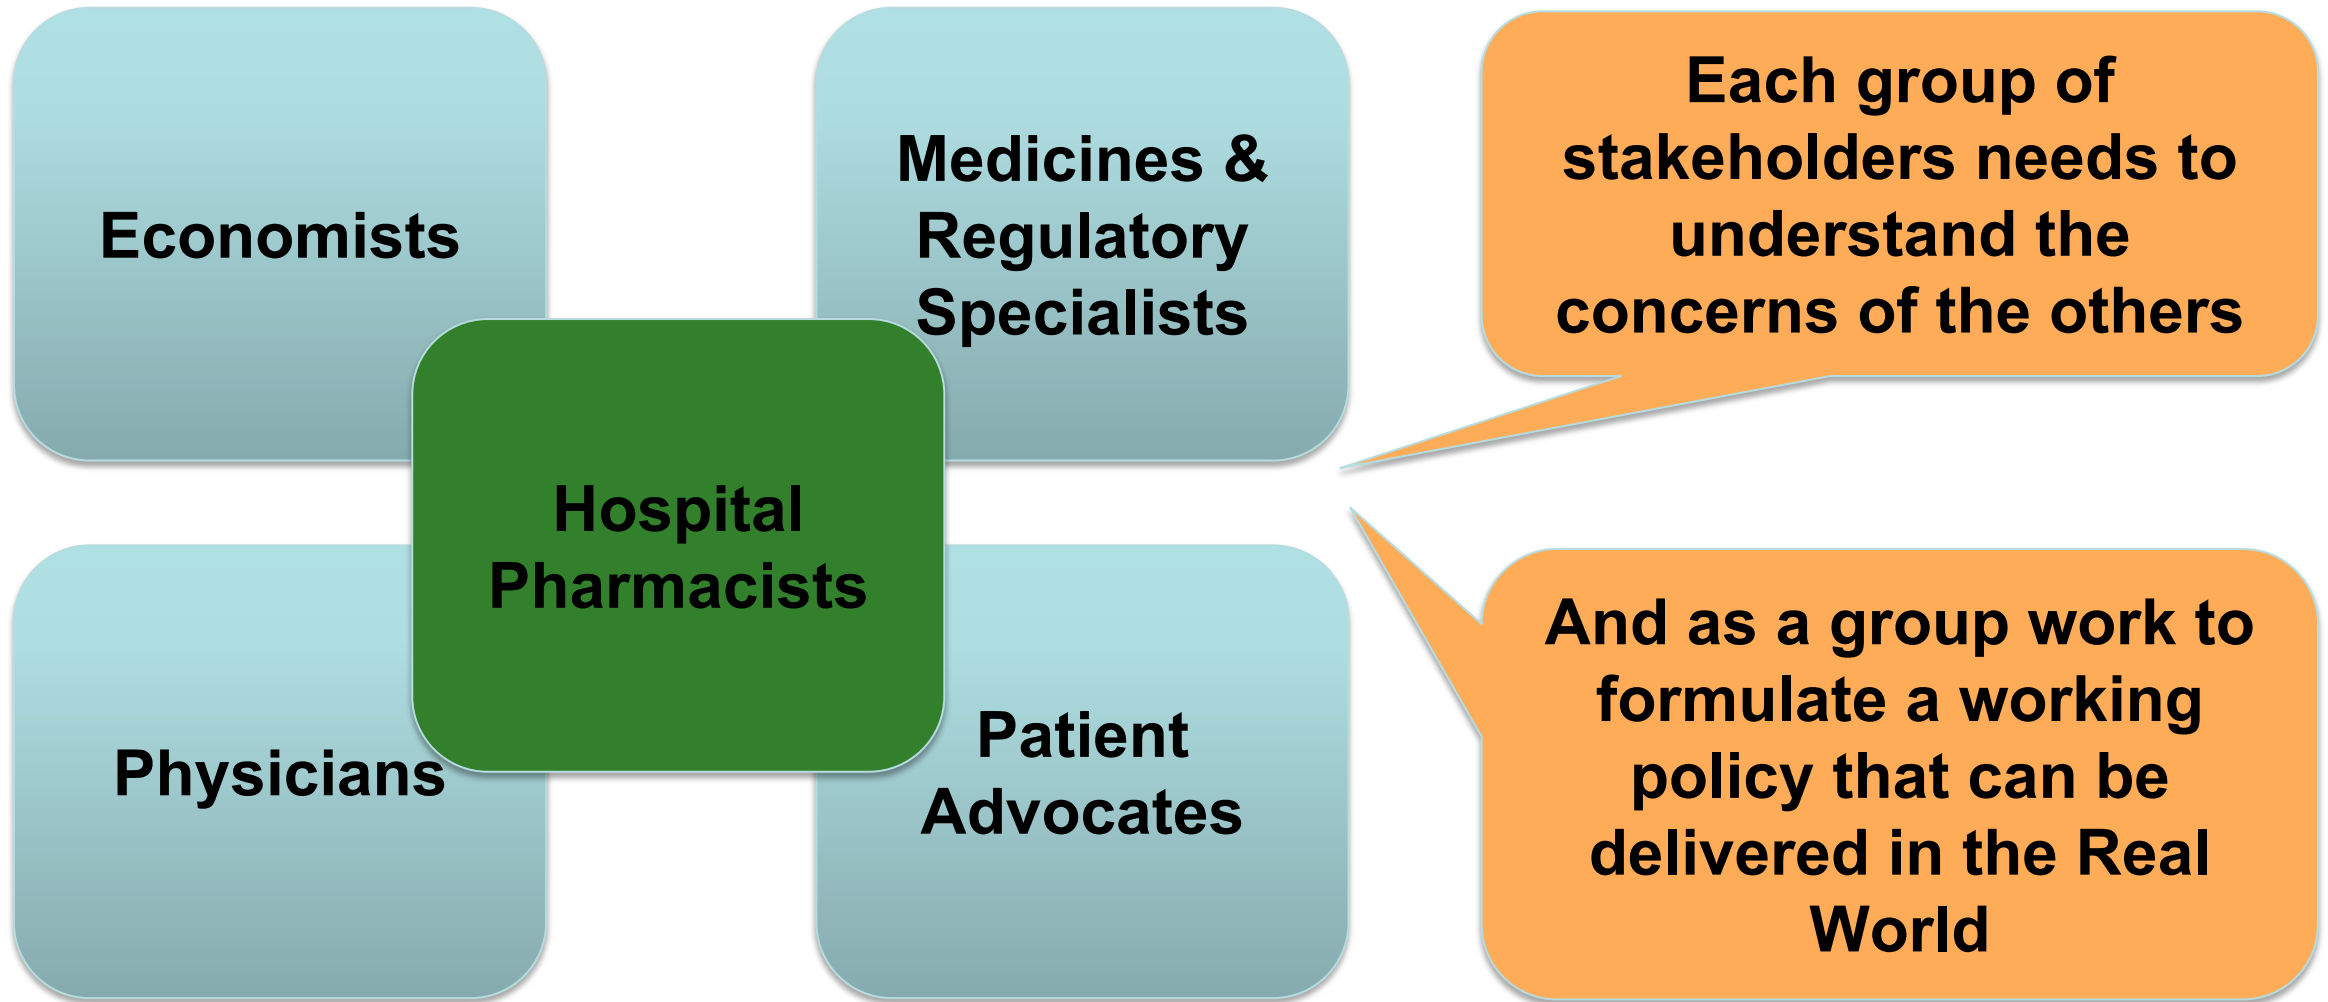 Economists
Medicines &
Regulatory
Specialists
Hospital
Pharmacists
Physicians
Patient
Advocates
Each group of
stakeholders needs to
understand the
concerns of the others
And as a group work to
formulate a working
policy that can be
delivered in the Real
World